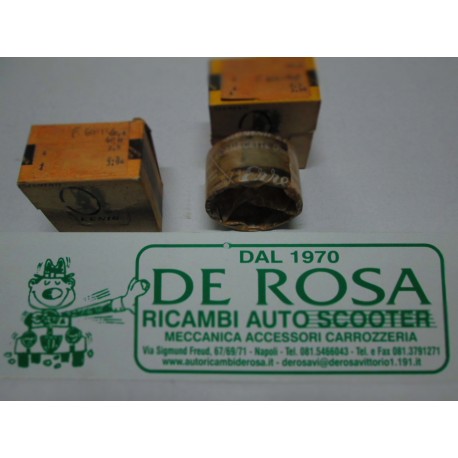 DAL 1970
DE ROSA
RICAMBI AUTO SCOOTER
MECCANICA ACCESSORI CARROZZERIA
Via Sigmund Freud, 67/69/71 - Napoli - Tel. 081.5466043 - Tel. e Fax 081.3791271
www.autoricambiderosa.it - derosavi@derosavittorio1.191.it